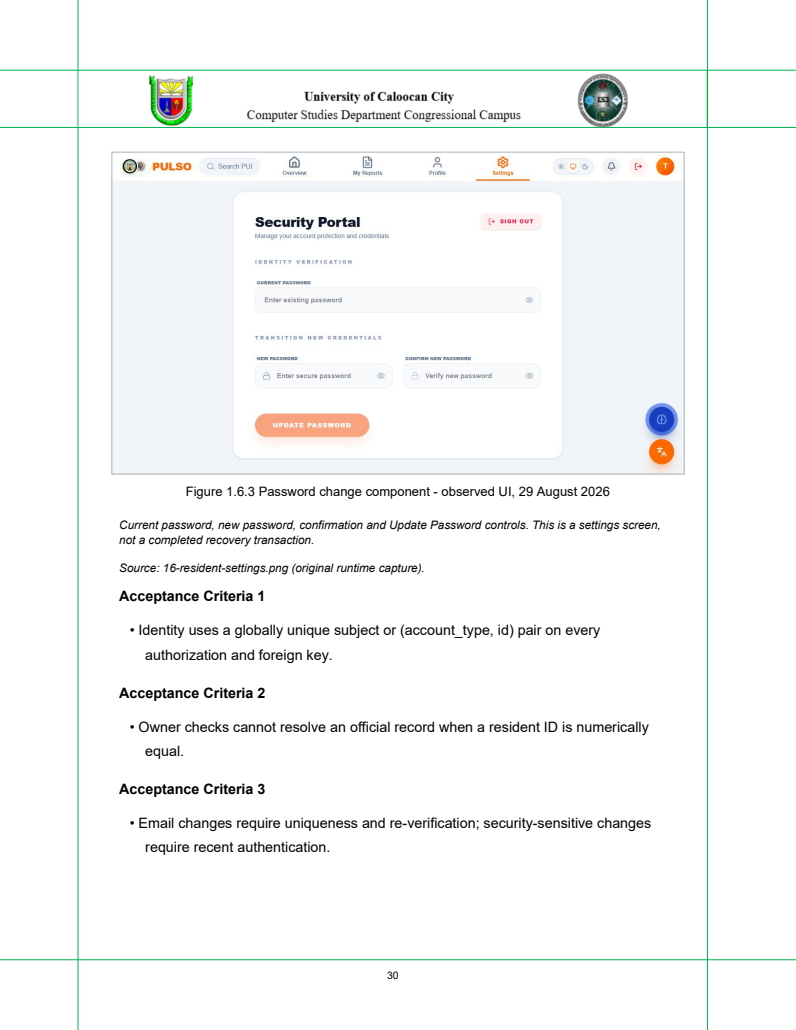 University of Caloocan City
Computer Studies Department Congressional Campus
PULSO
Search PUL
Overview
My Reports
Profile
Settings
T
Security Portal
SIGN OUT
Manage your account protection and credentials
IDENTITY VERIFICATION
CURRENT PASSWORD
Enter existing password
TRANSITION NEW CREDENTIALS
NEW PASSWORD
CONFIRM NEW PASSWORD
Enter secure password
Verify new password
UPDATE PASSWORD
Figure 1.6.3 Password change component - observed UI, 29 August 2026
Current password, new password, confirmation and Update Password controls. This is a settings screen,
not a completed recovery transaction.
Source: 16-resident-settings.png (original runtime capture).
Acceptance Criteria 1
• Identity uses a globally unique subject or (account_type, id) pair on every
authorization and foreign key.
Acceptance Criteria 2
• Owner checks cannot resolve an official record when a resident ID is numerically
equal.
Acceptance Criteria 3
• Email changes require uniqueness and re-verification; security-sensitive changes
require recent authentication.
30